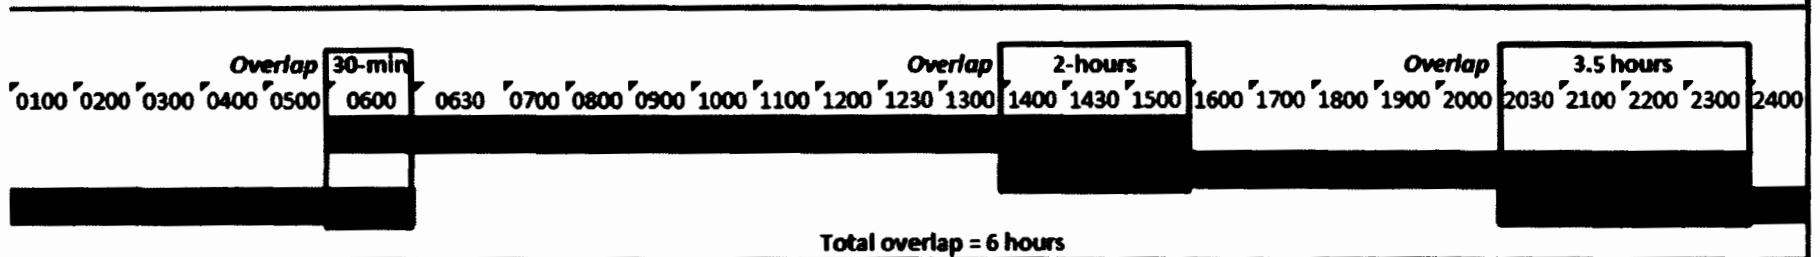 Overlap 30-min Overlap 2-hours Overlap 3.5 hours
0100 0200 0300 0400 0500 0600 0630 0700 0800 0900 1000 1100 1200 1230 1300 1400 1430 1500 1600 1700 1800 1900 2000 2030 2100 2200 2300 2400
Total overlap = 6 hours